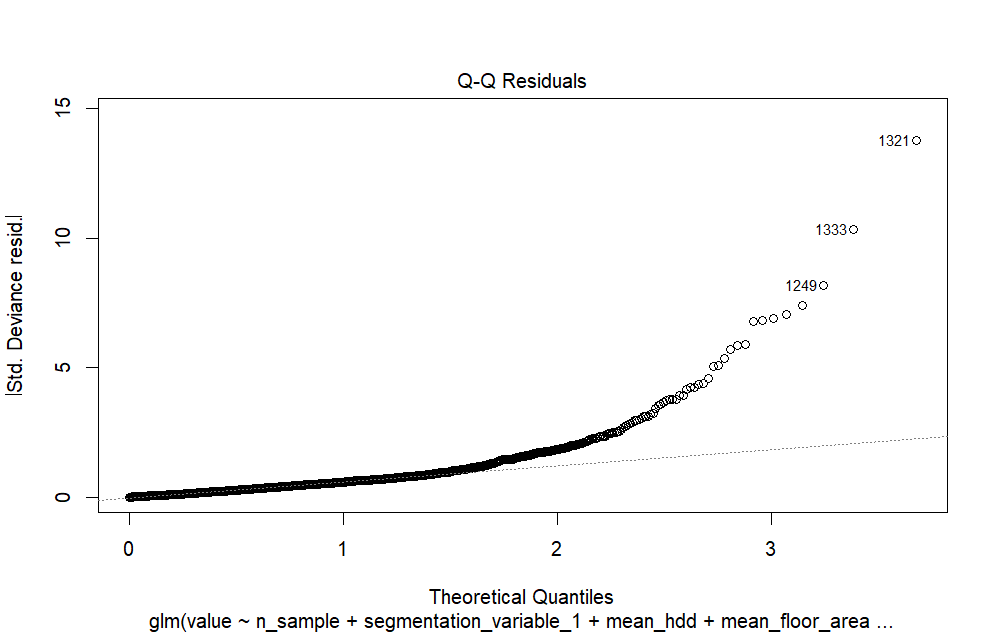 Q-Q Residuals
|Std. Deviance resid.|
15
10
5
0
1321
1333
1249
0 1 2 3
Theoretical Quantiles
glm(value ~ n_sample + segmentation_variable_1 + mean_hdd + mean_floor_area ...